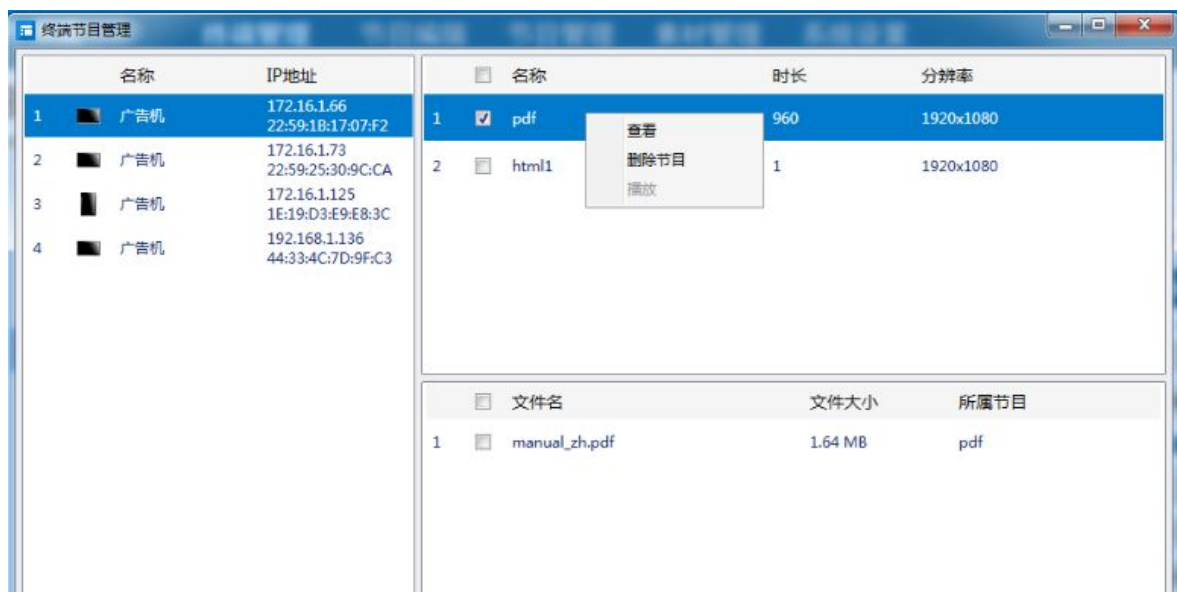 终端节目管理
名称 IP地址
1 广告机 172.16.1.66
22:59:1B:17:07:F2
2 广告机 172.16.1.73
22:59:25:30:9C:CA
3 广告机 172.16.1.125
1E:19:D3:E9:E8:3C
4 广告机 192.168.1.136
44:33:4C:7D:9F:C3
名称 时长 分辨率
1 pdf 960 1920x1080
2 html1 1 1920x1080
查看
删除节目
播放
文件名 文件大小 所属节目
1 manual_zh.pdf 1.64 MB pdf